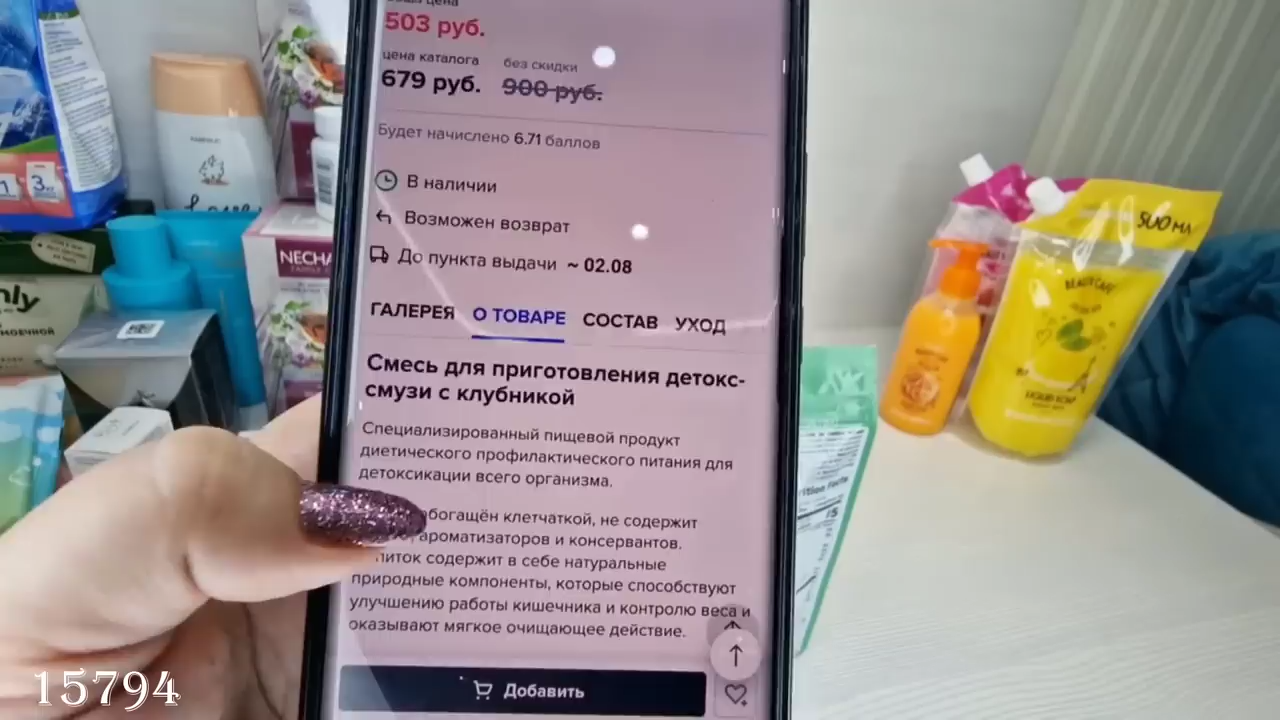 503 руб.
цена каталога
без скидки
679 руб.
900 руб.
Будет начислено 6.71 баллов
В наличии
Возможен возврат
До пункта выдачи ~ 02.08
ГАЛЕРЕЯ О ТОВАРЕ СОСТАВ УХОД
Смесь для приготовления детокс-
смузи с клубникой
Специализированный пищевой продукт
диетического профилактического питания для
детоксикации всего организма.
клетчаткой, не содержит
ароматизаторов и консервантов.
содержит в себе натуральные
природные компоненты, которые способствуют
улучшению работы кишечника и контролю веса и
оказывают мягкое очищающее действие.
Добавить
15794
NECHA
500 МЛ
BEAUTY CAFE